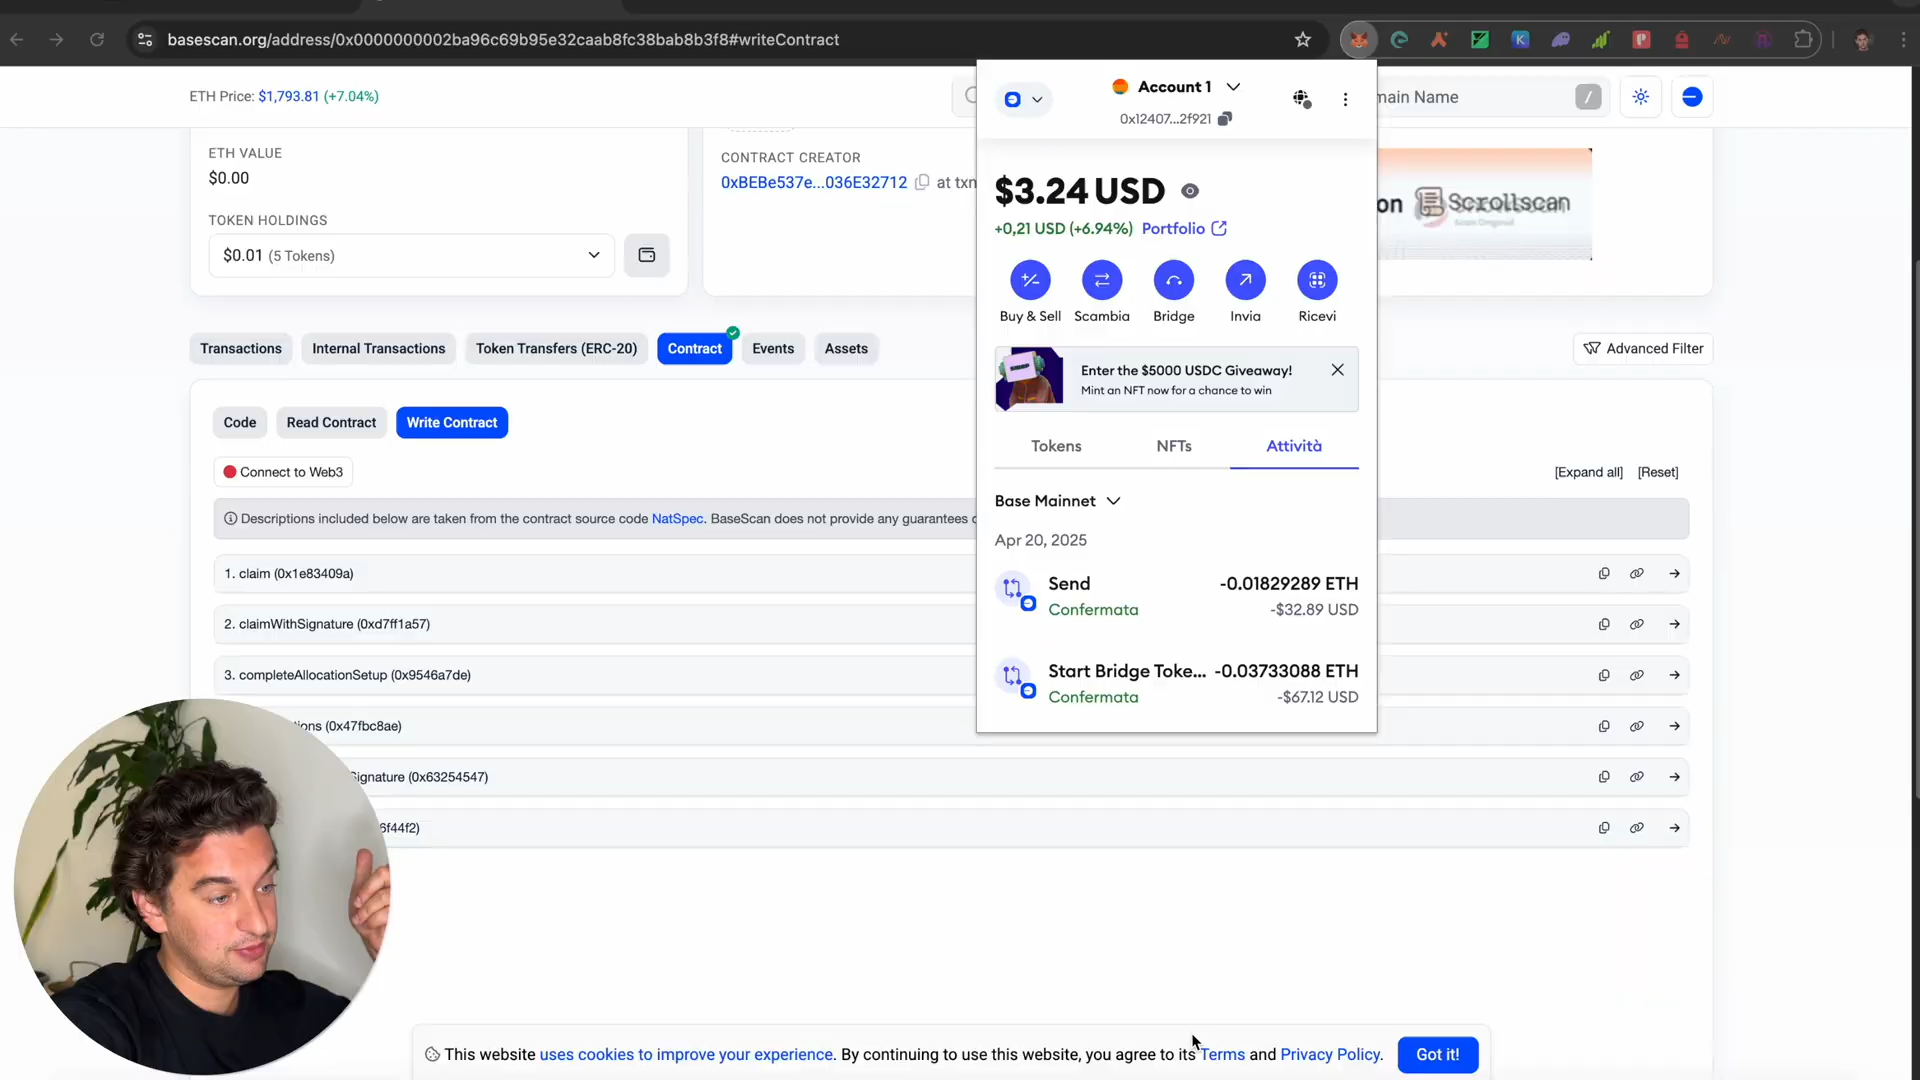 basescan.org/address/0x0000000002ba96c69b95e32caab8fc38bab8b3f8#writeContract
ETH Price: $1,793.81 (+7.04%)
main Name
/
ETH VALUE
$0.00
TOKEN HOLDINGS
$0.01 (5 Tokens)
CONTRACT CREATOR
0xBEBe537e...036E32712 at txn
on Scrollscan
Transactions
Internal Transactions
Token Transfers (ERC-20)
Contract
Events
Assets
Advanced Filter
Code
Read Contract
Write Contract
Connect to Web3
[Expand all] [Reset]
Descriptions included below are taken from the contract source code NatSpec. BaseScan does not provide any guarantees
1. claim (0x1e83409a)
2. claimWithSignature (0xd7ff1a57)
3. completeAllocationSetup (0x9546a7de)
ions (0x47fbc8ae)
Signature (0x63254547)
6f44f2)
Account 1
0x12407...2f921
$3.24 USD
+0,21 USD (+6.94%) Portfolio
Buy & Sell
Scambia
Bridge
Invia
Ricevi
Enter the $5000 USDC Giveaway!
Mint an NFT now for a chance to win
Tokens
NFTs
Attività
Base Mainnet
Apr 20, 2025
Send -0.01829289 ETH
Confermata -$32.89 USD
Start Bridge Toke... -0.03733088 ETH
Confermata -$67.12 USD
This website uses cookies to improve your experience. By continuing to use this website, you agree to its Terms and Privacy Policy.
Got it!